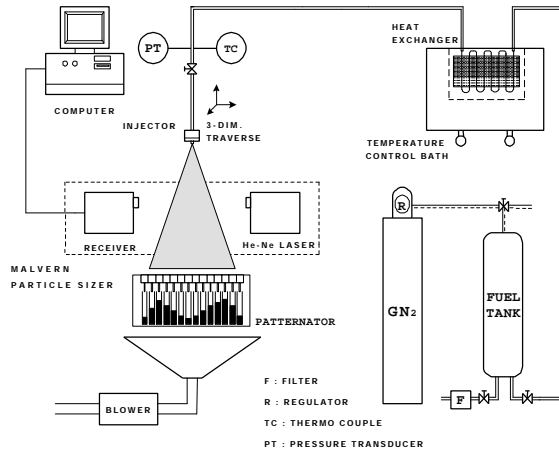 HEAT
EXCHANGER
PT
TC
COMPUTER
INJECTOR
3-DIM.
TRAVERSE
TEMPERATURE
CONTROL BATH
RECEIVER
He-Ne LASER
R
MALVERN
PARTICLE SIZER
PATTERNATOR
GN2
FUEL
TANK
BLOWER
F
F : FILTER
R : REGULATOR
TC : THERMO COUPLE
PT : PRESSURE TRANSDUCER